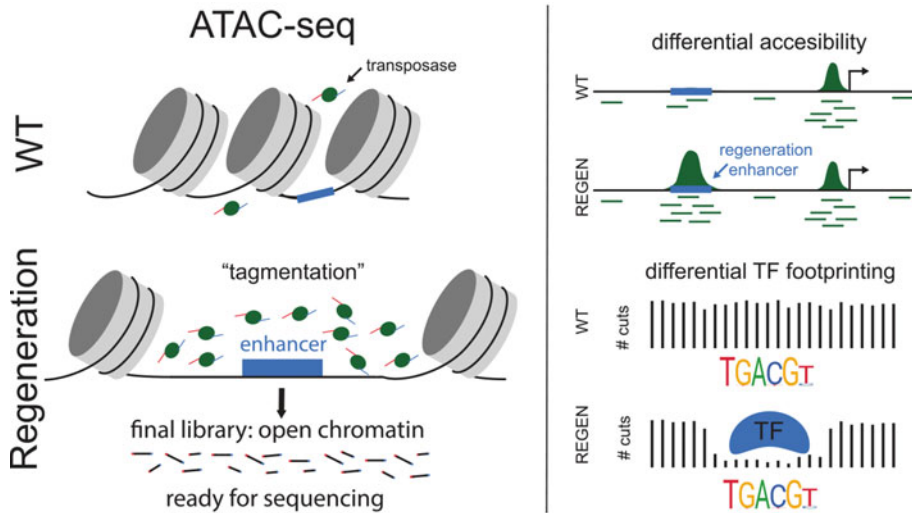 ATAC-seq
WT
transposase
Regeneration
"tagmentation"
enhancer
final library: open chromatin
ready for sequencing
differential accesibility
WT
REGEN
regeneration
enhancer
differential TF footprinting
WT
# cuts
TGACGT
REGEN
# cuts
TF
TGACGT